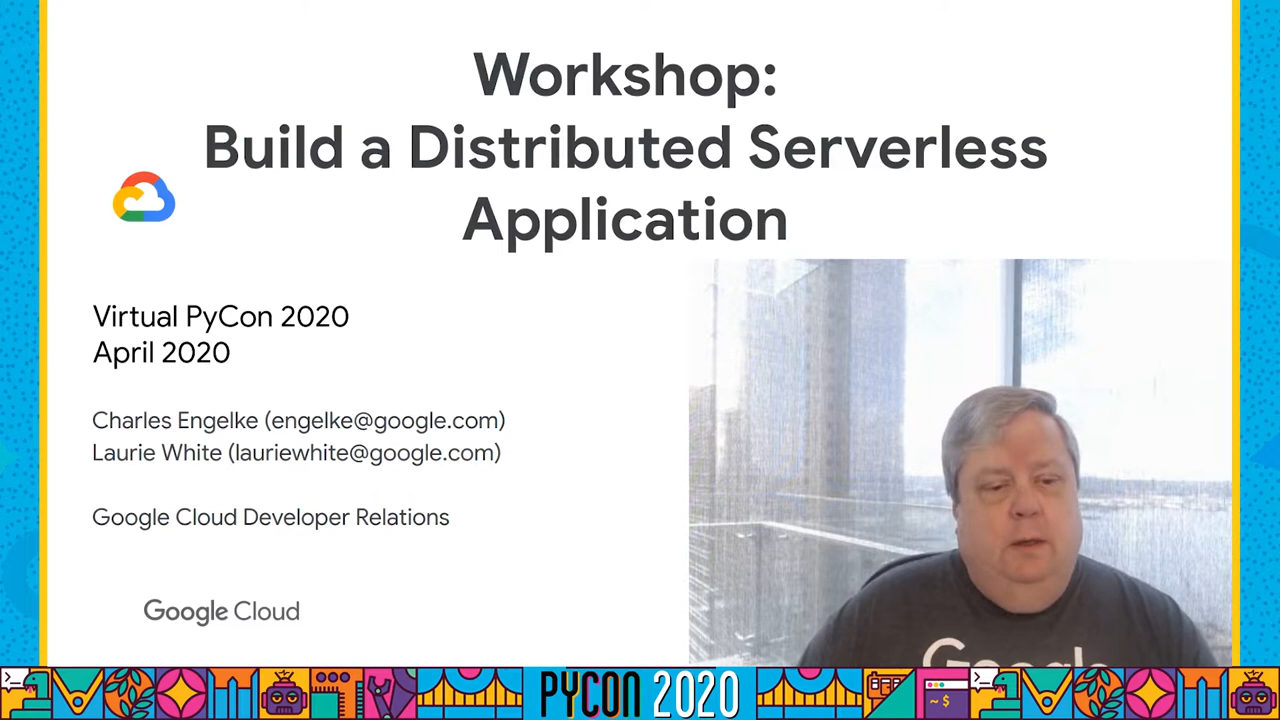 Workshop:
Build a Distributed Serverless
Application
Virtual PyCon 2020
April 2020
Charles Engelke (engelke@google.com)
Laurie White (lauriewhite@google.com)
Google Cloud Developer Relations
Google Cloud
Google
PYCON 2020
~ $